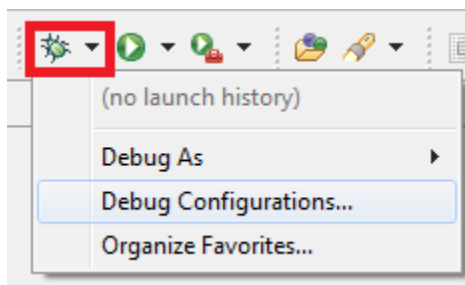 (no launch history)
Debug As
Debug Configurations...
Organize Favorites...